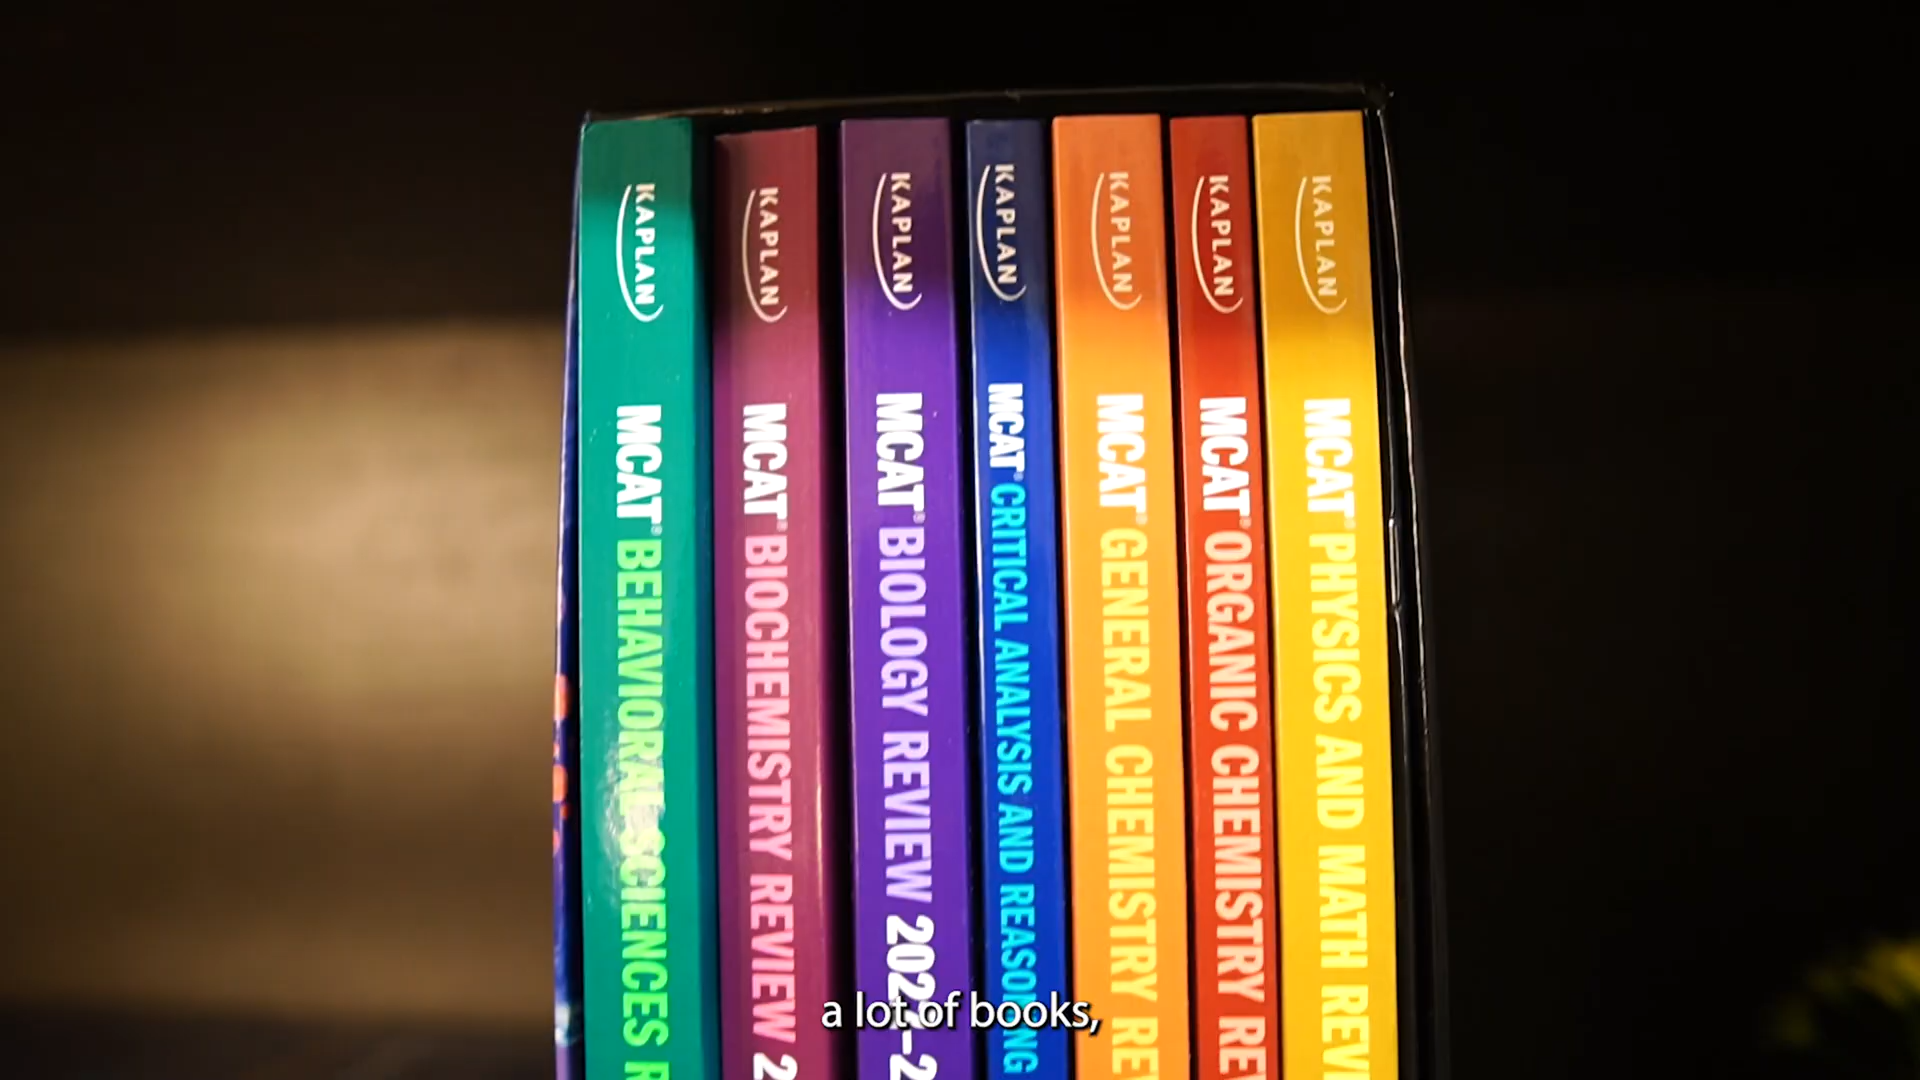 KAPLAN
MCAT® BEHAVIORAL SCIENCES
KAPLAN
MCAT® BIOCHEMISTRY REVIEW
KAPLAN
MCAT® BIOLOGY REVIEW
KAPLAN
MCAT® CRITICAL ANALYSIS AND REASONING
KAPLAN
MCAT® GENERAL CHEMISTRY
KAPLAN
MCAT® ORGANIC CHEMISTRY
KAPLAN
MCAT® PHYSICS AND MATH
a lot of books,